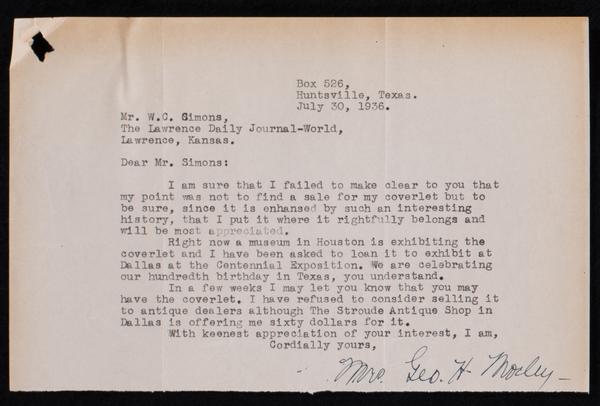 Box 526,
Huntsville, Texas.
July 30, 1936.
Mr. W.C. Simons,
The Lawrence Daily Journal-World,
Lawrence, Kansas.
Dear Mr. Simons:
I am sure that I failed to make clear to you that
my point was not to find a sale for my coverlet but to
be sure, since it is enhansed by such an interesting
history, that I put it where it rightfully belongs and
will be most appreciated.
Right now a museum in Houston is exhibiting the
coverlet and I have been asked to loan it to exhibit at
Dallas at the Centennial Exposition. We are celebrating
our hundredth birthday in Texas, you understand.
In a few weeks I may let you know that you may
have the coverlet. I have refused to consider selling it
to antique dealers although The Stroude Antique Shop in
Dallas is offering me sixty dollars for it.
With keenest appreciation of your interest, I am,
Cordially yours,
Mrs. Geo. H. Morley-